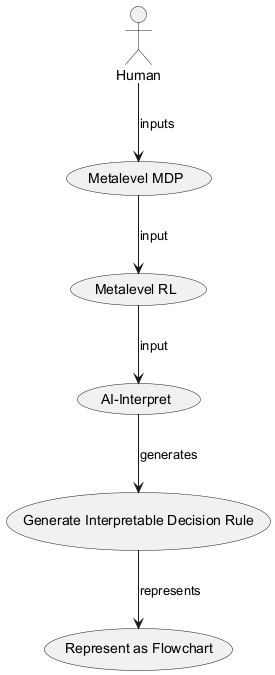 Human
inputs
Metalevel MDP
input
Metalevel RL
input
AI-Interpret
generates
Generate Interpretable Decision Rule
represents
Represent as Flowchart